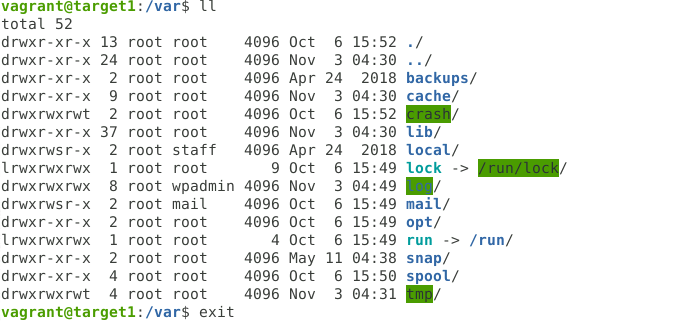 vagrant@target1:/var$ ll
total 52
drwxr-xr-x 13 root root    4096 Oct  6 15:52 ./
drwxr-xr-x 24 root root    4096 Nov  3 04:30 ../
drwxr-xr-x  2 root root    4096 Apr 24  2018 backups/
drwxr-xr-x  9 root root    4096 Nov  3 04:30 cache/
drwxrwxrwt  2 root root    4096 Oct  6 15:52 crash/
drwxr-xr-x 37 root root    4096 Nov  3 04:30 lib/
drwxrwsr-x  2 root staff   4096 Apr 24  2018 local/
lrwxrwxrwx  1 root root       9 Oct  6 15:49 lock -> /run/lock/
drwxrwxrwx  8 root wpadmin 4096 Nov  3 04:49 log/
drwxrwsr-x  2 root mail    4096 Oct  6 15:49 mail/
drwxr-xr-x  2 root root    4096 Oct  6 15:49 opt/
lrwxrwxrwx  1 root root       4 Oct  6 15:49 run -> /run/
drwxr-xr-x  2 root root    4096 May 11 04:38 snap/
drwxr-xr-x  4 root root    4096 Oct  6 15:50 spool/
drwxrwxrwt  4 root root    4096 Nov  3 04:31 tmp/
vagrant@target1:/var$ exit